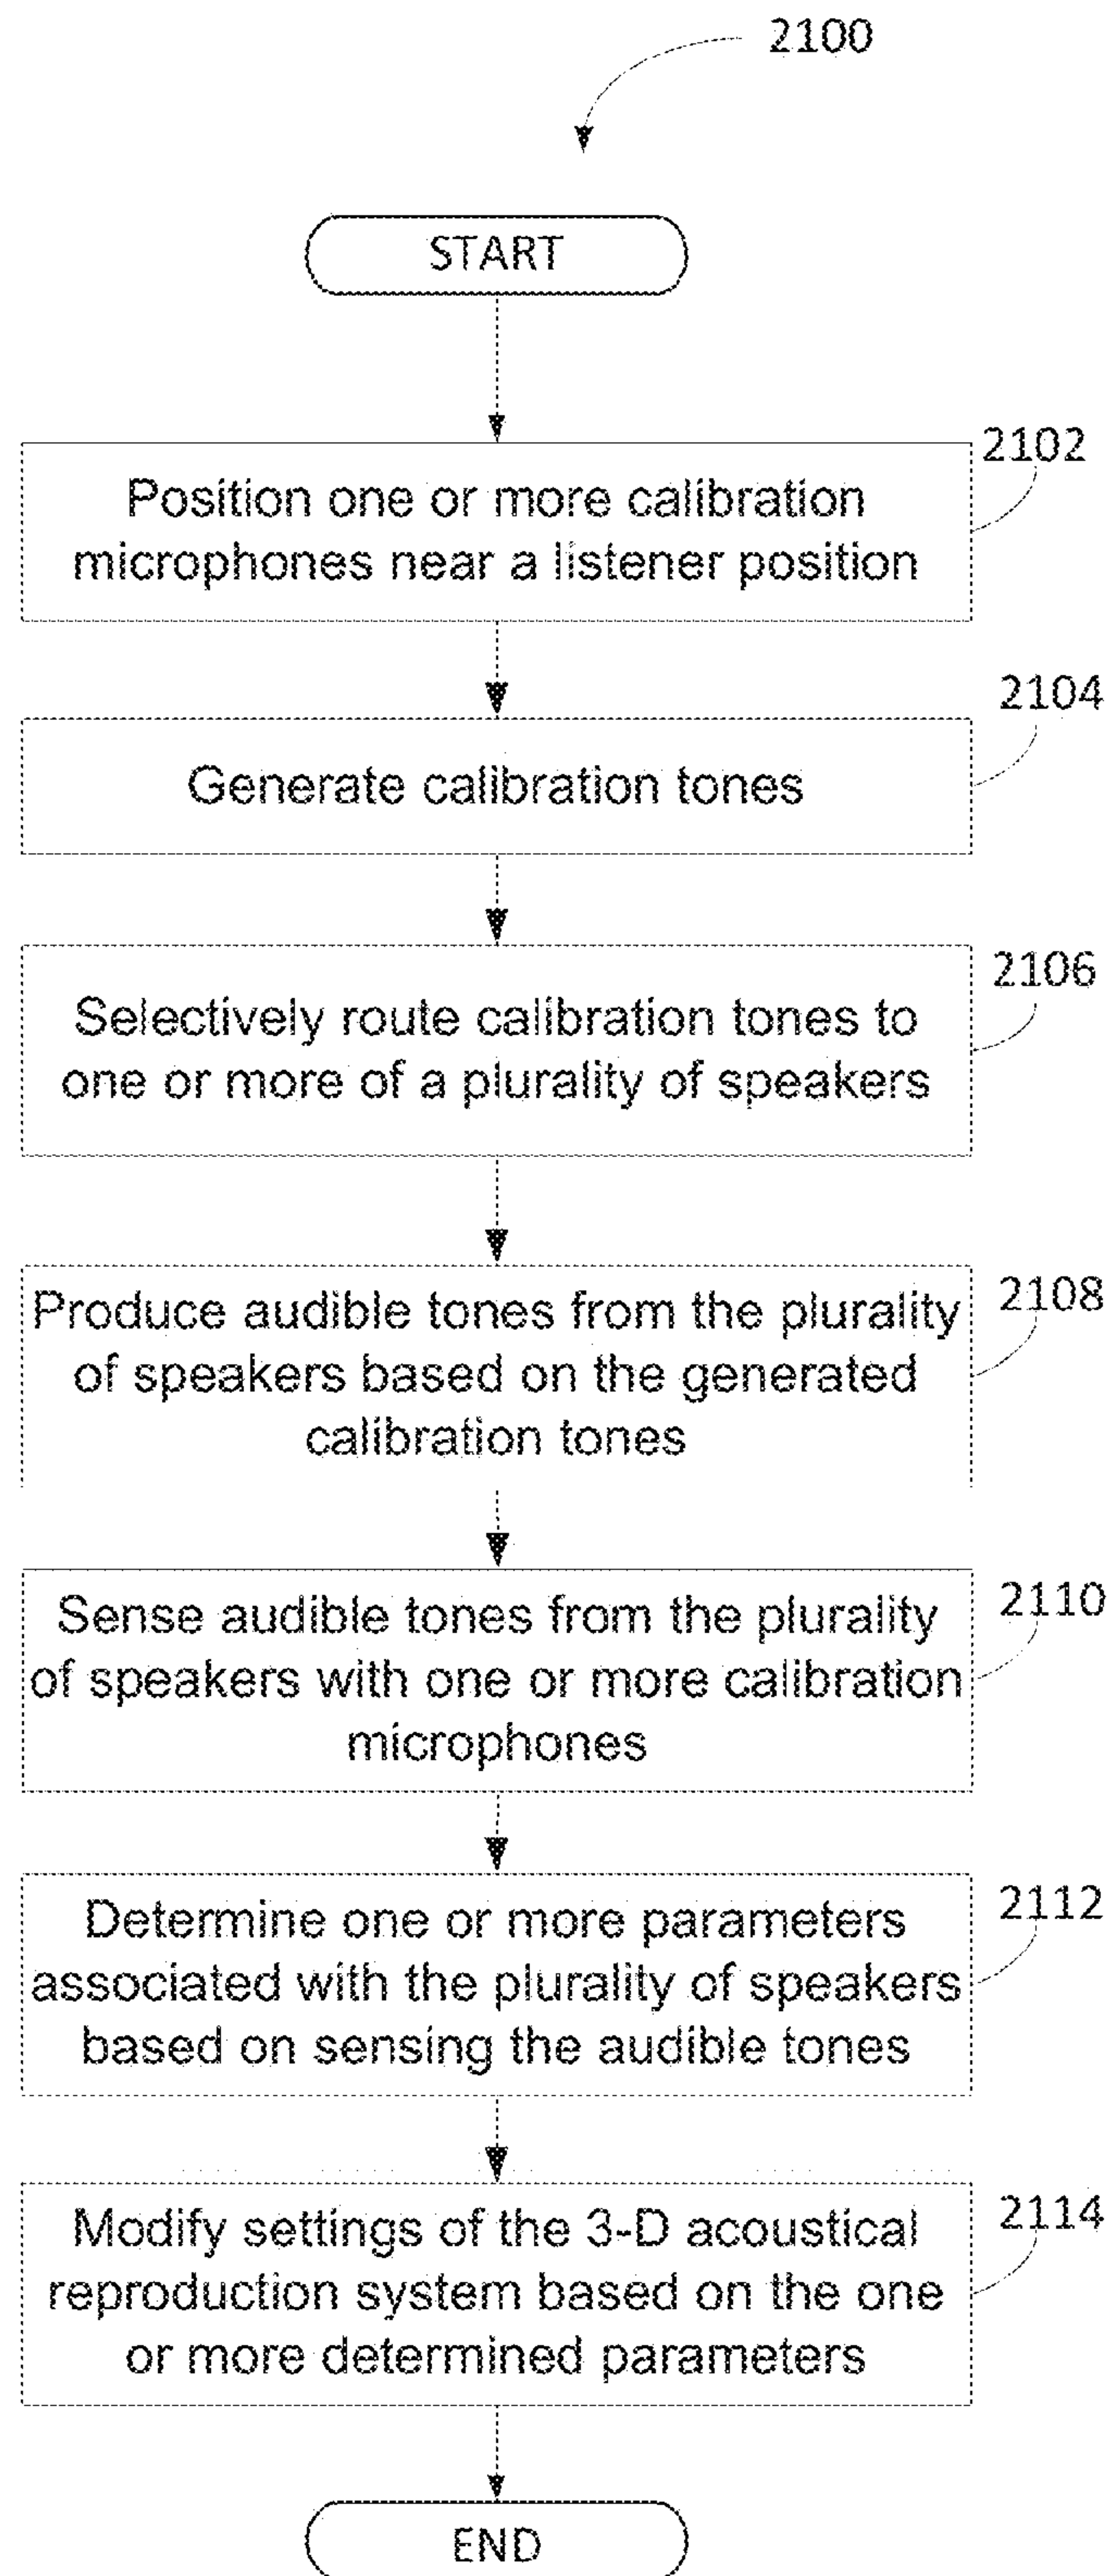 2100
START
2102
Position one or more calibration
microphones near a listener position
2104
Generate calibration tones
2106
Selectively route calibration tones to
one or more of a plurality of speakers
2108
Produce audible tones from the plurality
of speakers based on the generated
calibration tones
2110
Sense audible tones from the plurality
of speakers with one or more calibration
microphones
2112
Determine one or more parameters
associated with the plurality of speakers
based on sensing the audible tones
2114
Modify settings of the 3-D acoustical
reproduction system based on the one
or more determined parameters
END